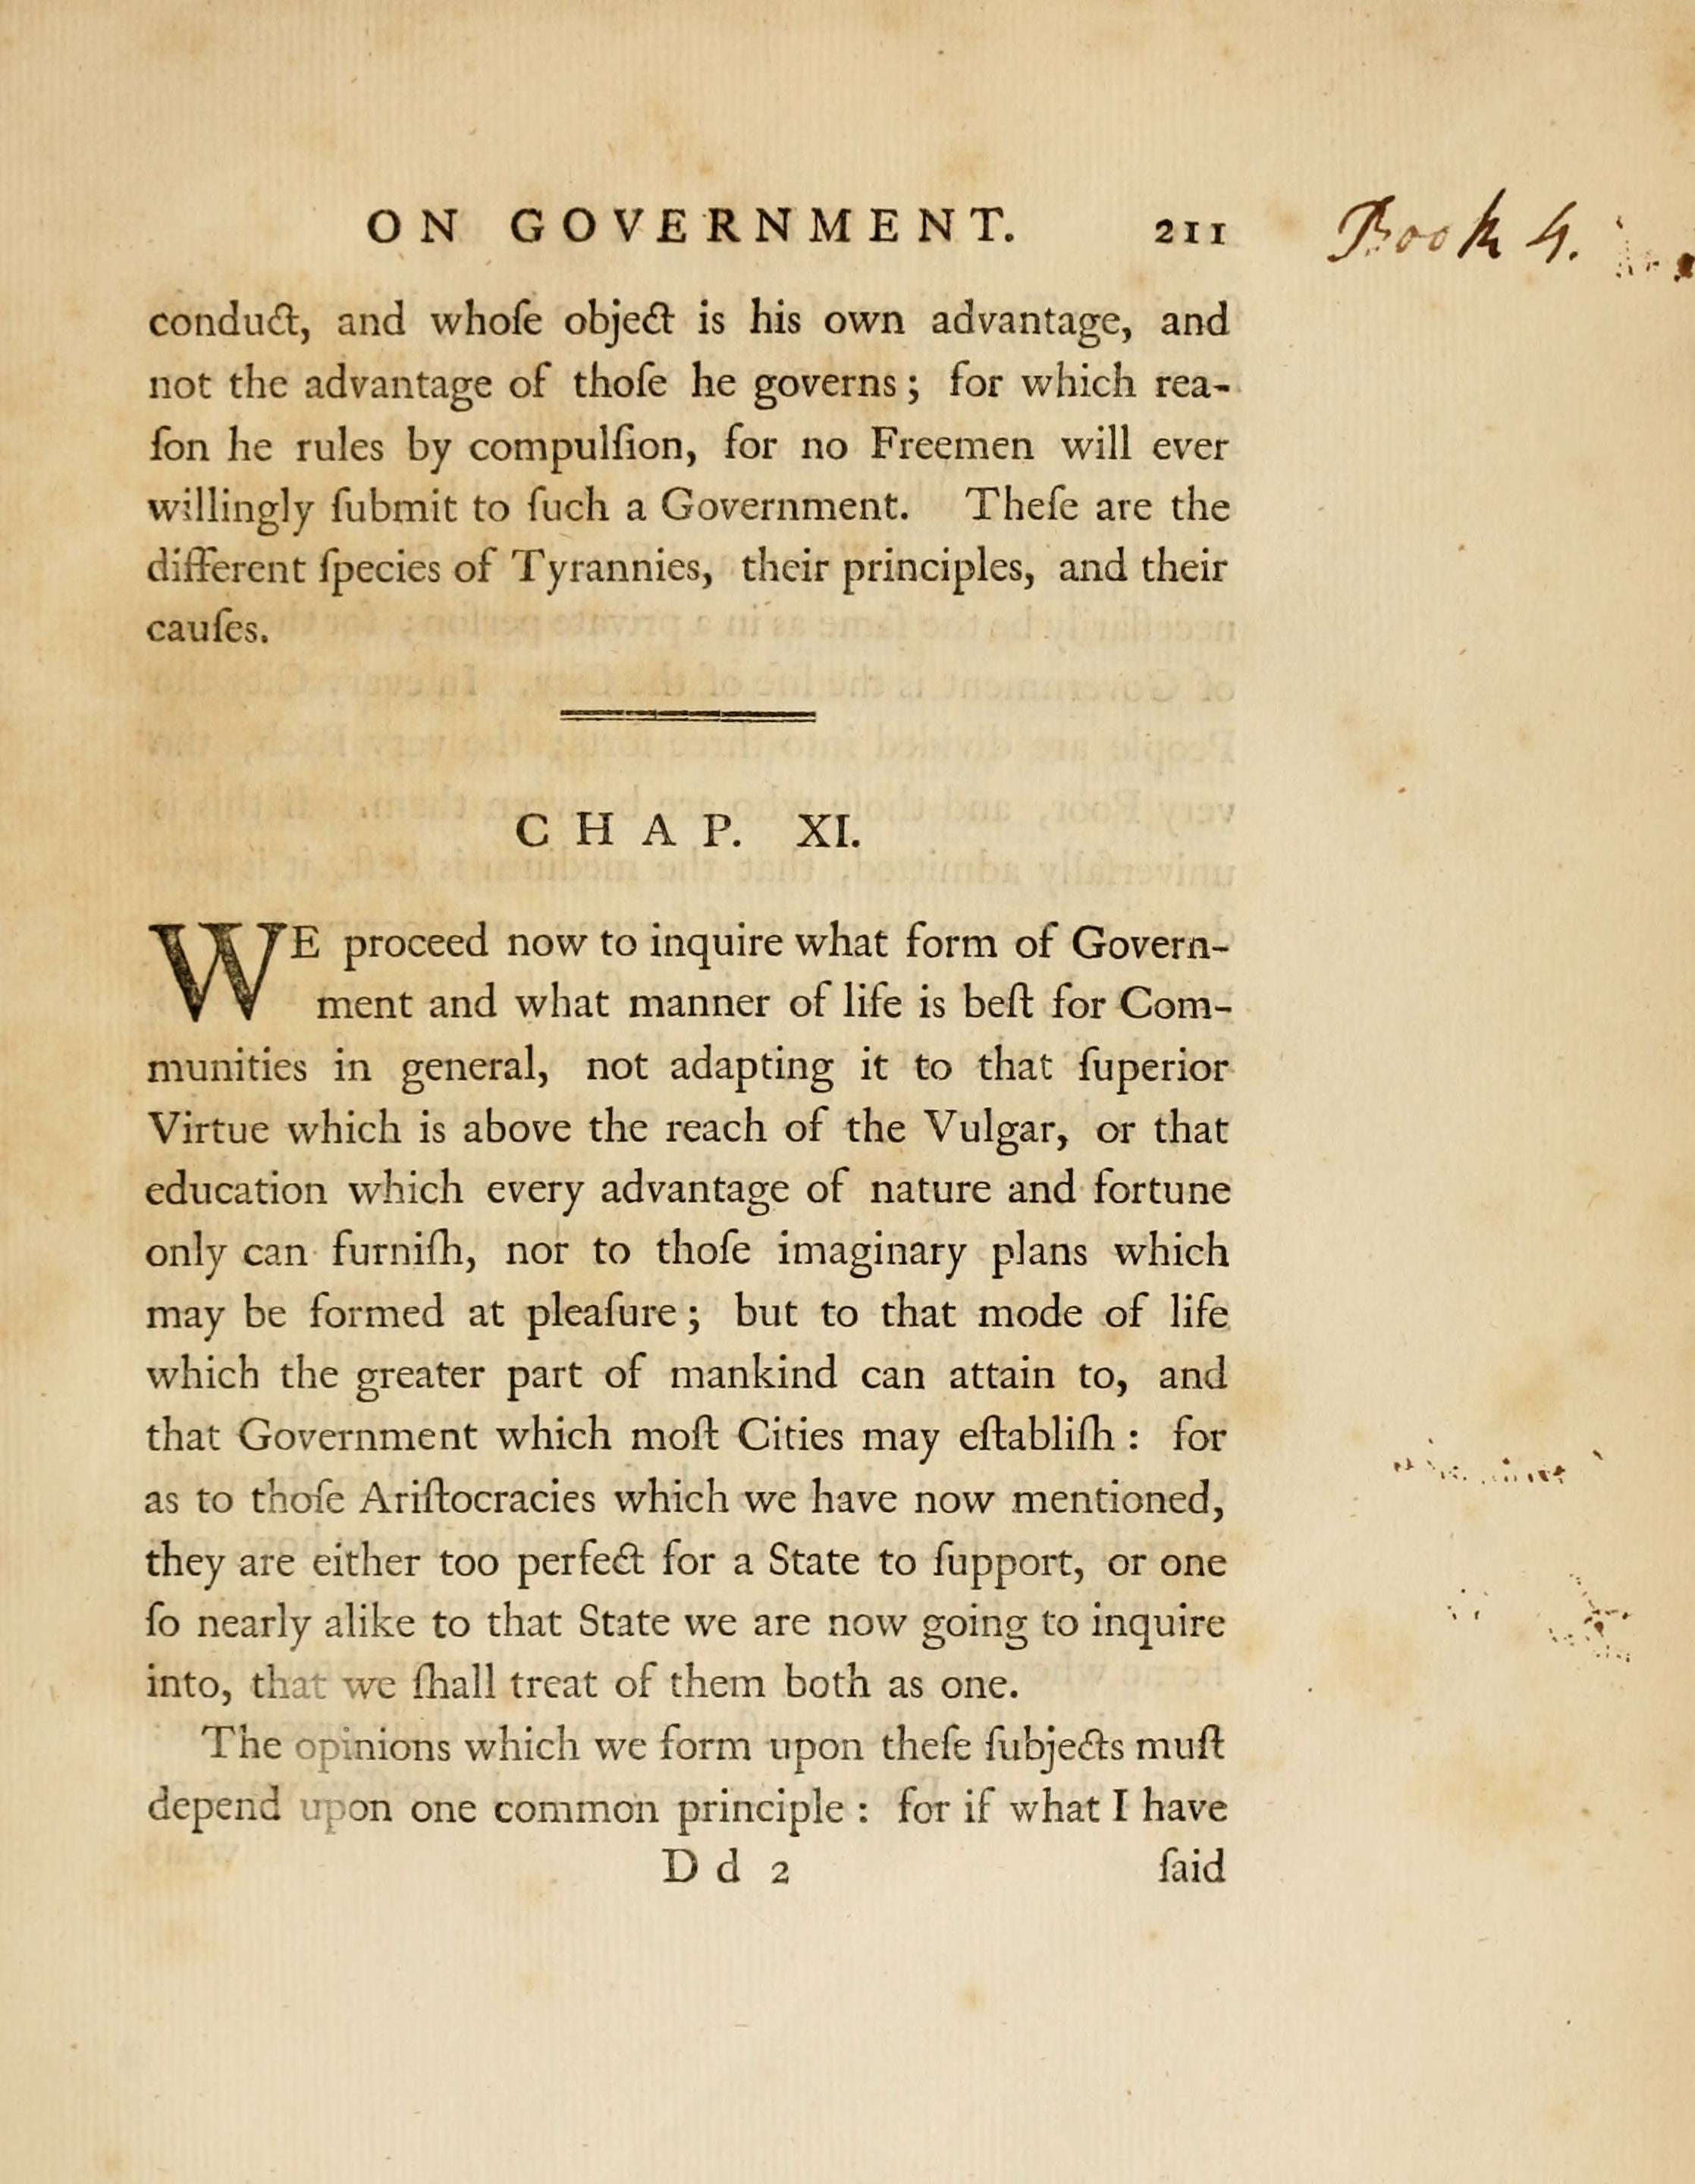 ON GOVERNMENT. 211 Book 4.
conduct, and whoſe object is his own advantage, and
not the advantage of thoſe he governs; for which rea-
ſon he rules by compulſion, for no Freemen will ever
willingly ſubmit to ſuch a Government. Theſe are the
different ſpecies of Tyrannies, their principles, and their
cauſes.
CHAP. XI.
WE proceed now to inquire what form of Govern-
ment and what manner of life is beſt for Com-
munities in general, not adapting it to that ſuperior
Virtue which is above the reach of the Vulgar, or that
education which every advantage of nature and fortune
only can furniſh, nor to thoſe imaginary plans which
may be formed at pleaſure; but to that mode of life
which the greater part of mankind can attain to, and
that Government which moſt Cities may eſtabliſh: for
as to thoſe Ariſtocracies which we have now mentioned,
they are either too perfect for a State to ſupport, or one
ſo nearly alike to that State we are now going to inquire
into, that we ſhall treat of them both as one.
The opinions which we form upon theſe ſubjects muſt
depend upon one common principle: for if what I have
D d 2 ſaid